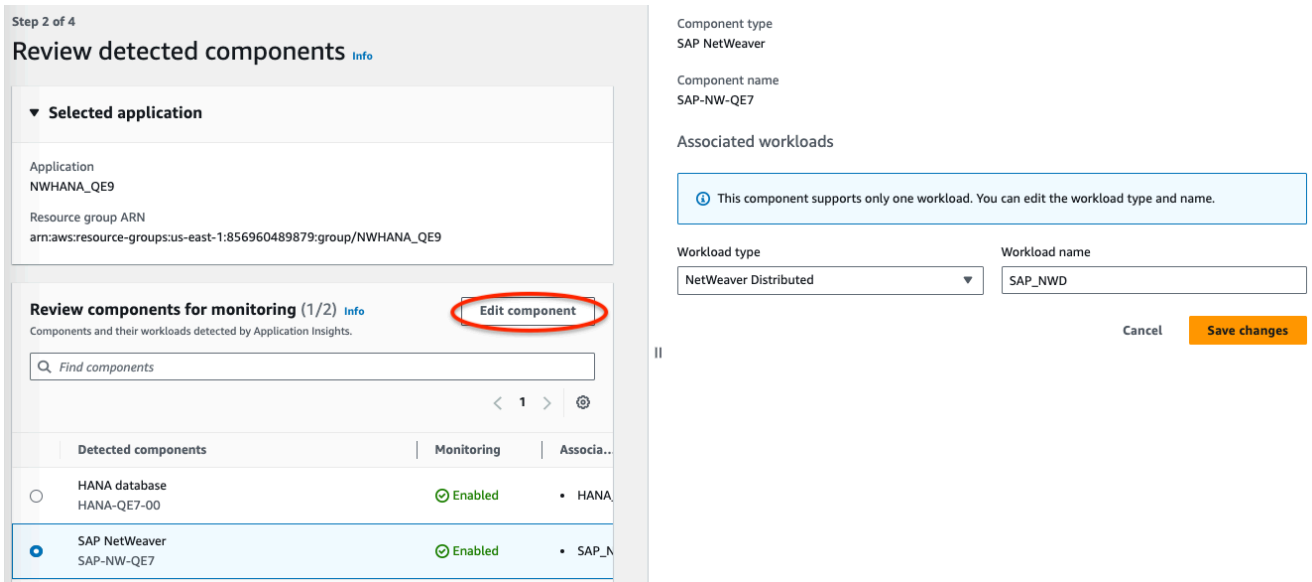 Step 2 of 4
Review detected components Info
Selected application
Application
NWHANA_QE9
Resource group ARN
arn:aws:resource-groups:us-east-1:856960489879:group/NWHANA_QE9
Review components for monitoring (1/2) Info
Edit component
Components and their workloads detected by Application Insights.
Find components
1
Detected components Monitoring Associa...
HANA database
HANA-QE7-00
Enabled
• HANA_
SAP NetWeaver
SAP-NW-QE7
Enabled
• SAP_N
Component type
SAP NetWeaver
Component name
SAP-NW-QE7
Associated workloads
This component supports only one workload. You can edit the workload type and name.
Workload type
NetWeaver Distributed
Workload name
SAP_NWD
Cancel
Save changes